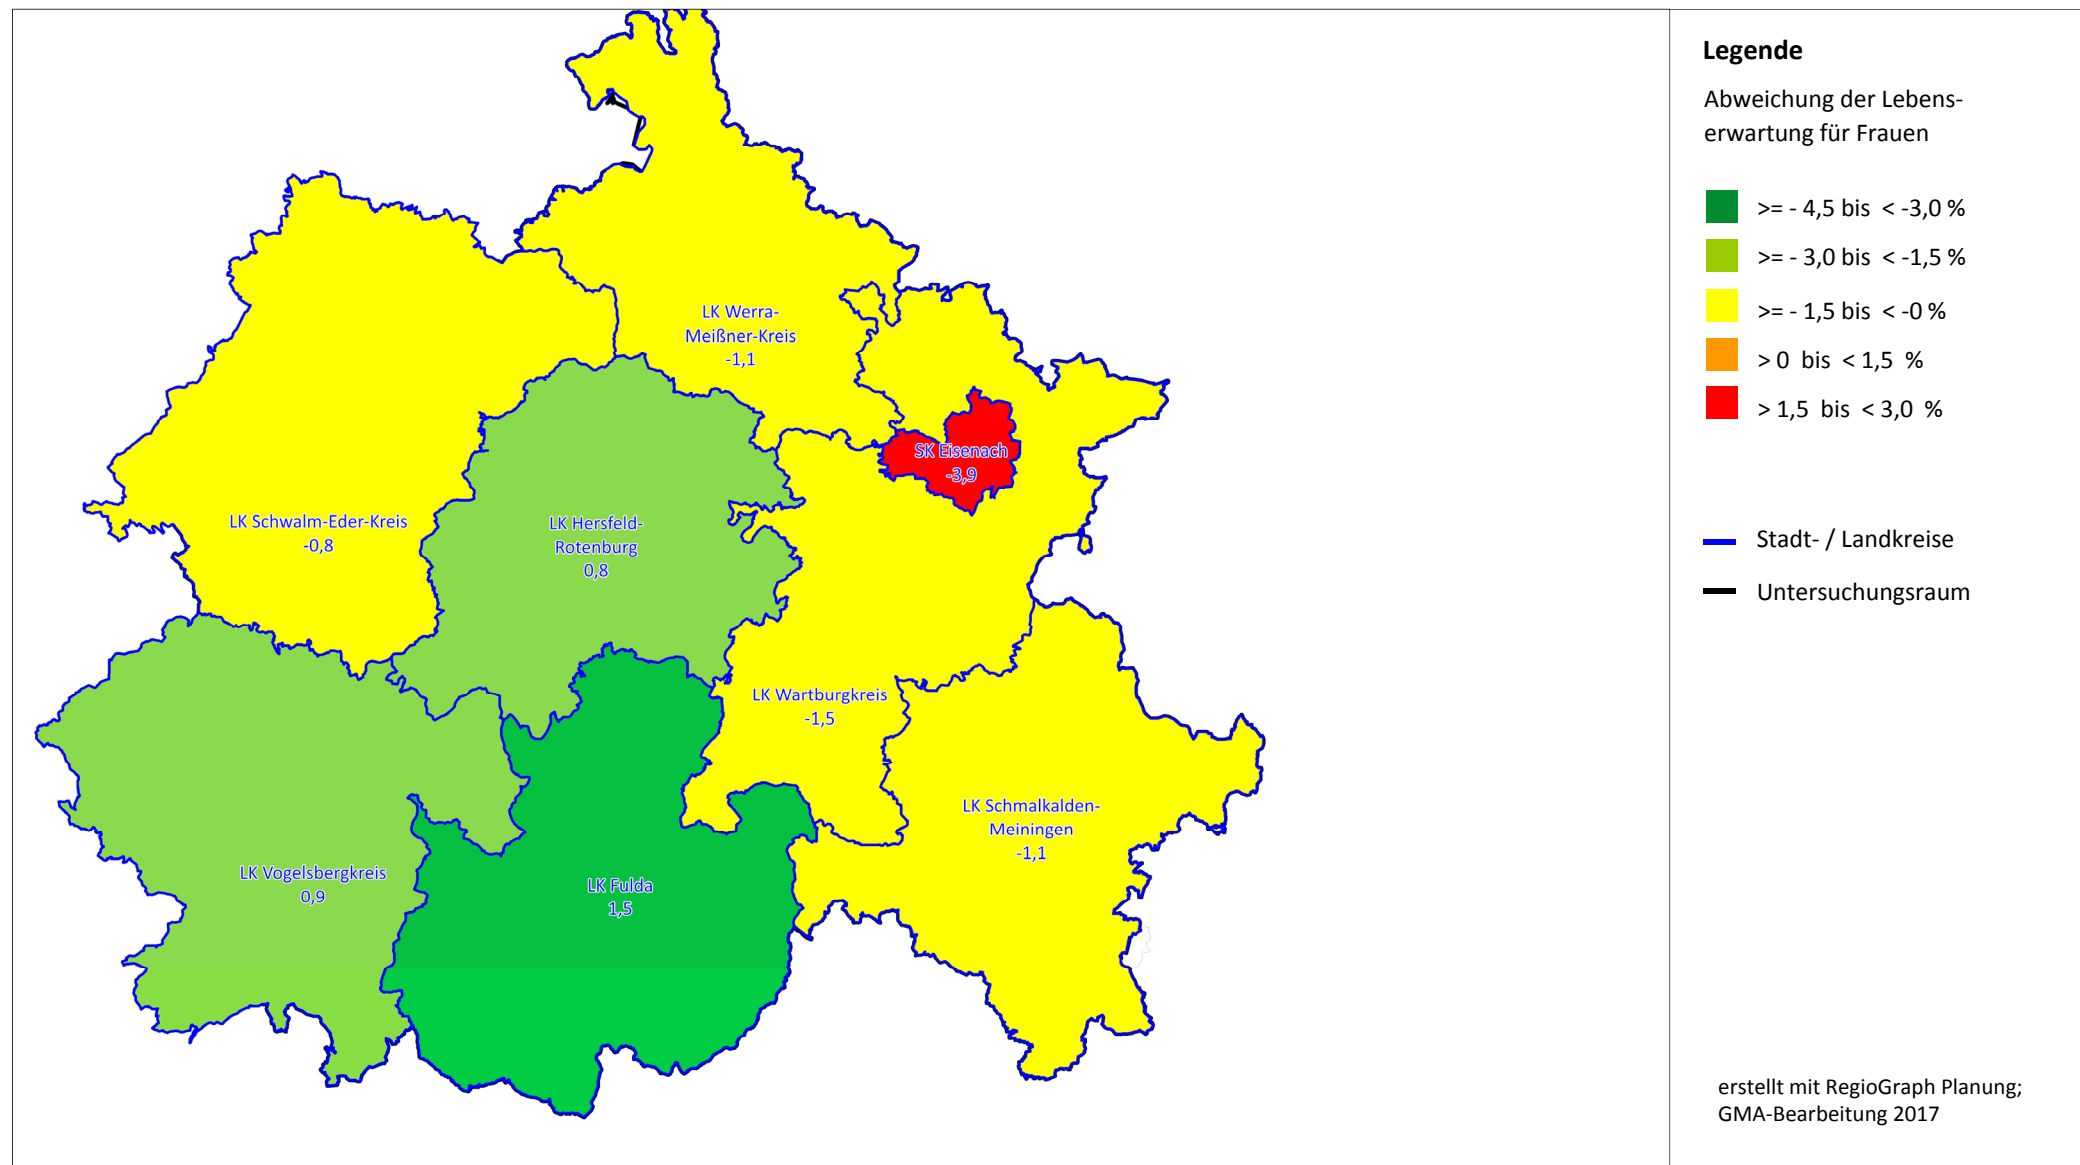 LK Werra-
Meißner-Kreis
-1,1
SK Eisenach
-3,9
LK Schwalm-Eder-Kreis
-0,8
LK Hersfeld-
Rotenburg
0,8
LK Wartburgkreis
-1,5
LK Schmalkalden-
Meiningen
-1,1
LK Vogelsbergkreis
0,9
LK Fulda
1,5
Legende
Abweichung der Lebens-
erwartung für Frauen
>= - 4,5 bis < -3,0 %
>= - 3,0 bis < -1,5 %
>= - 1,5 bis < -0 %
> 0 bis < 1,5 %
> 1,5 bis < 3,0 %
Stadt- / Landkreise
Untersuchungsraum
erstellt mit RegioGraph Planung;
GMA-Bearbeitung 2017